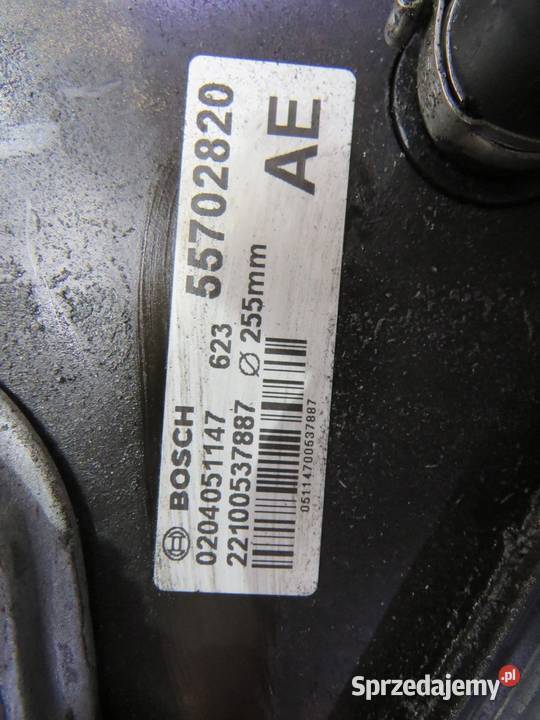 BOSCH
0204051147 623 55702820
22100537887 Ø 255mm AE
05114700537887
Sprzedajemy.pl